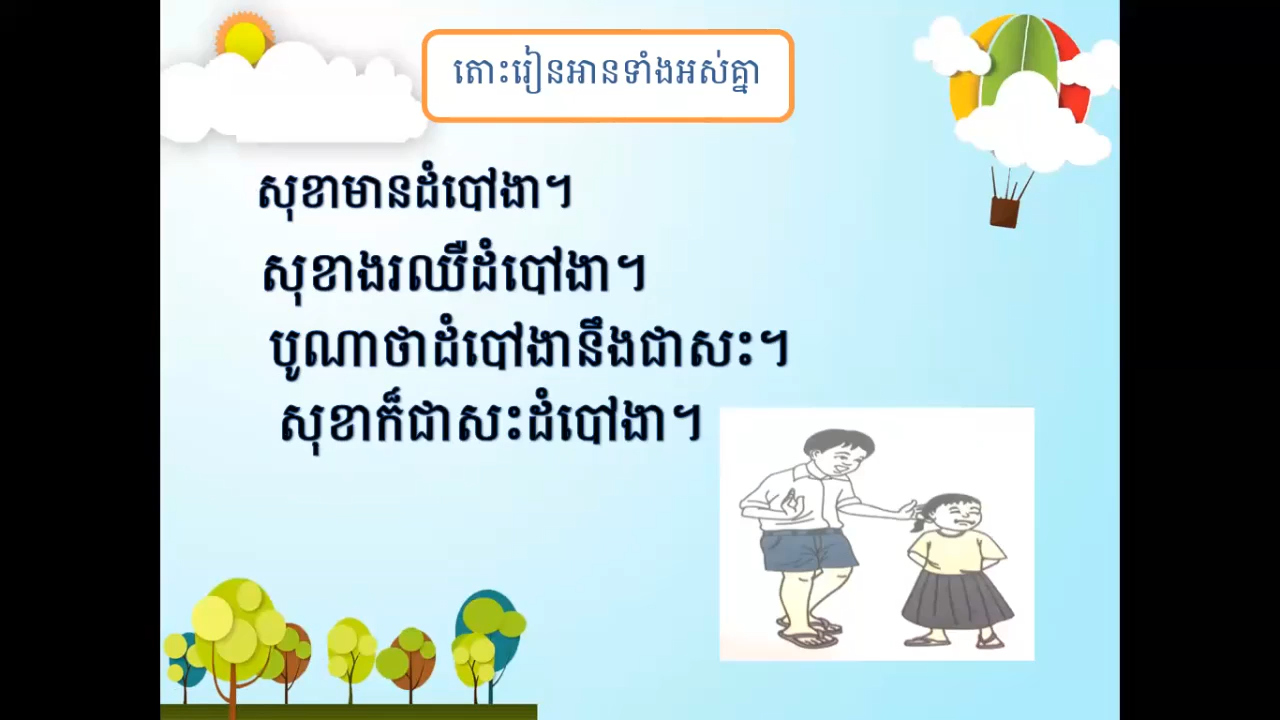 តោះរៀនអានទាំងអស់គ្នា
សុខាមានដំបៅងា។
សុខាងរឈឺដំបៅងា។
បូណាថាដំបៅងានឹងជាសះ។
សុខាក៏ជាសះដំបៅងា។